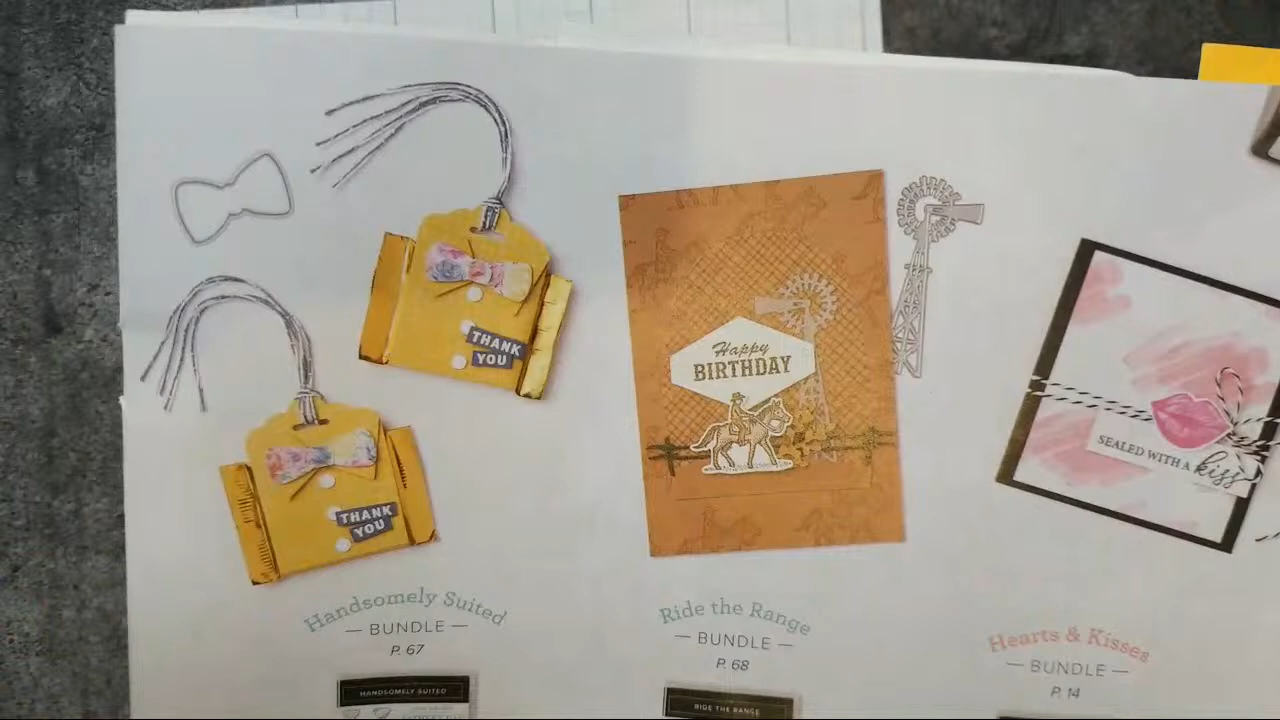 THANK
YOU
THANK
YOU
Handsomely Suited
— BUNDLE —
P. 67
HANDSOMELY SUITED
Happy
BIRTHDAY
Ride the Range
— BUNDLE —
P. 68
RIDE THE RANGE
SEALED WITH A kiss
Hearts & Kisses
— BUNDLE —
P. 14